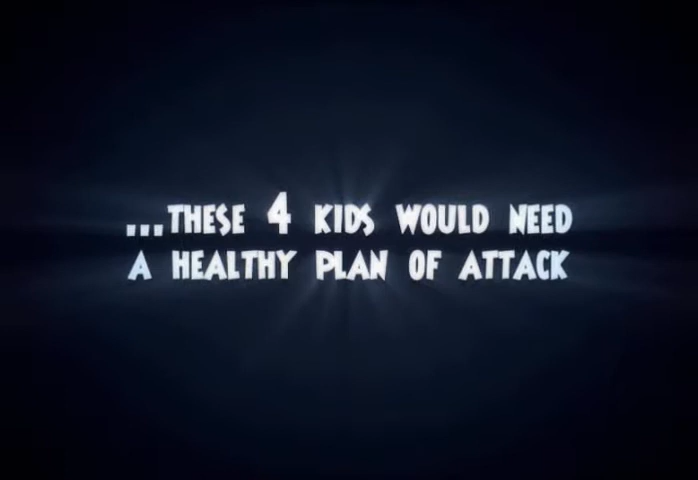 ...THESE 4 KIDS WOULD NEED
A HEALTHY PLAN OF ATTACK